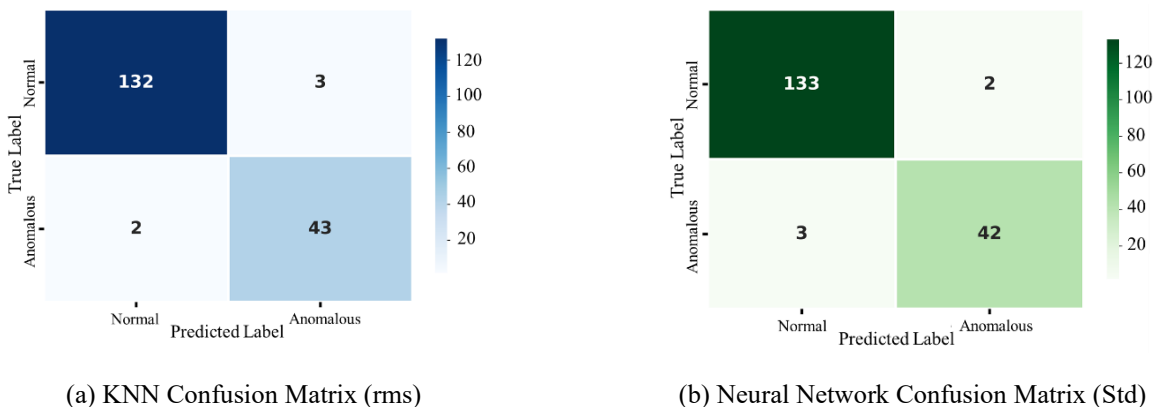 True Label
Normal
Anomalous
132
3
2
43
120
100
80
60
40
20
Normal
Anomalous
Predicted Label
(a) KNN Confusion Matrix (rms)
True Label
Normal
Anomalous
133
2
3
42
120
100
80
60
40
20
Normal
Anomalous
Predicted Label
(b) Neural Network Confusion Matrix (Std)